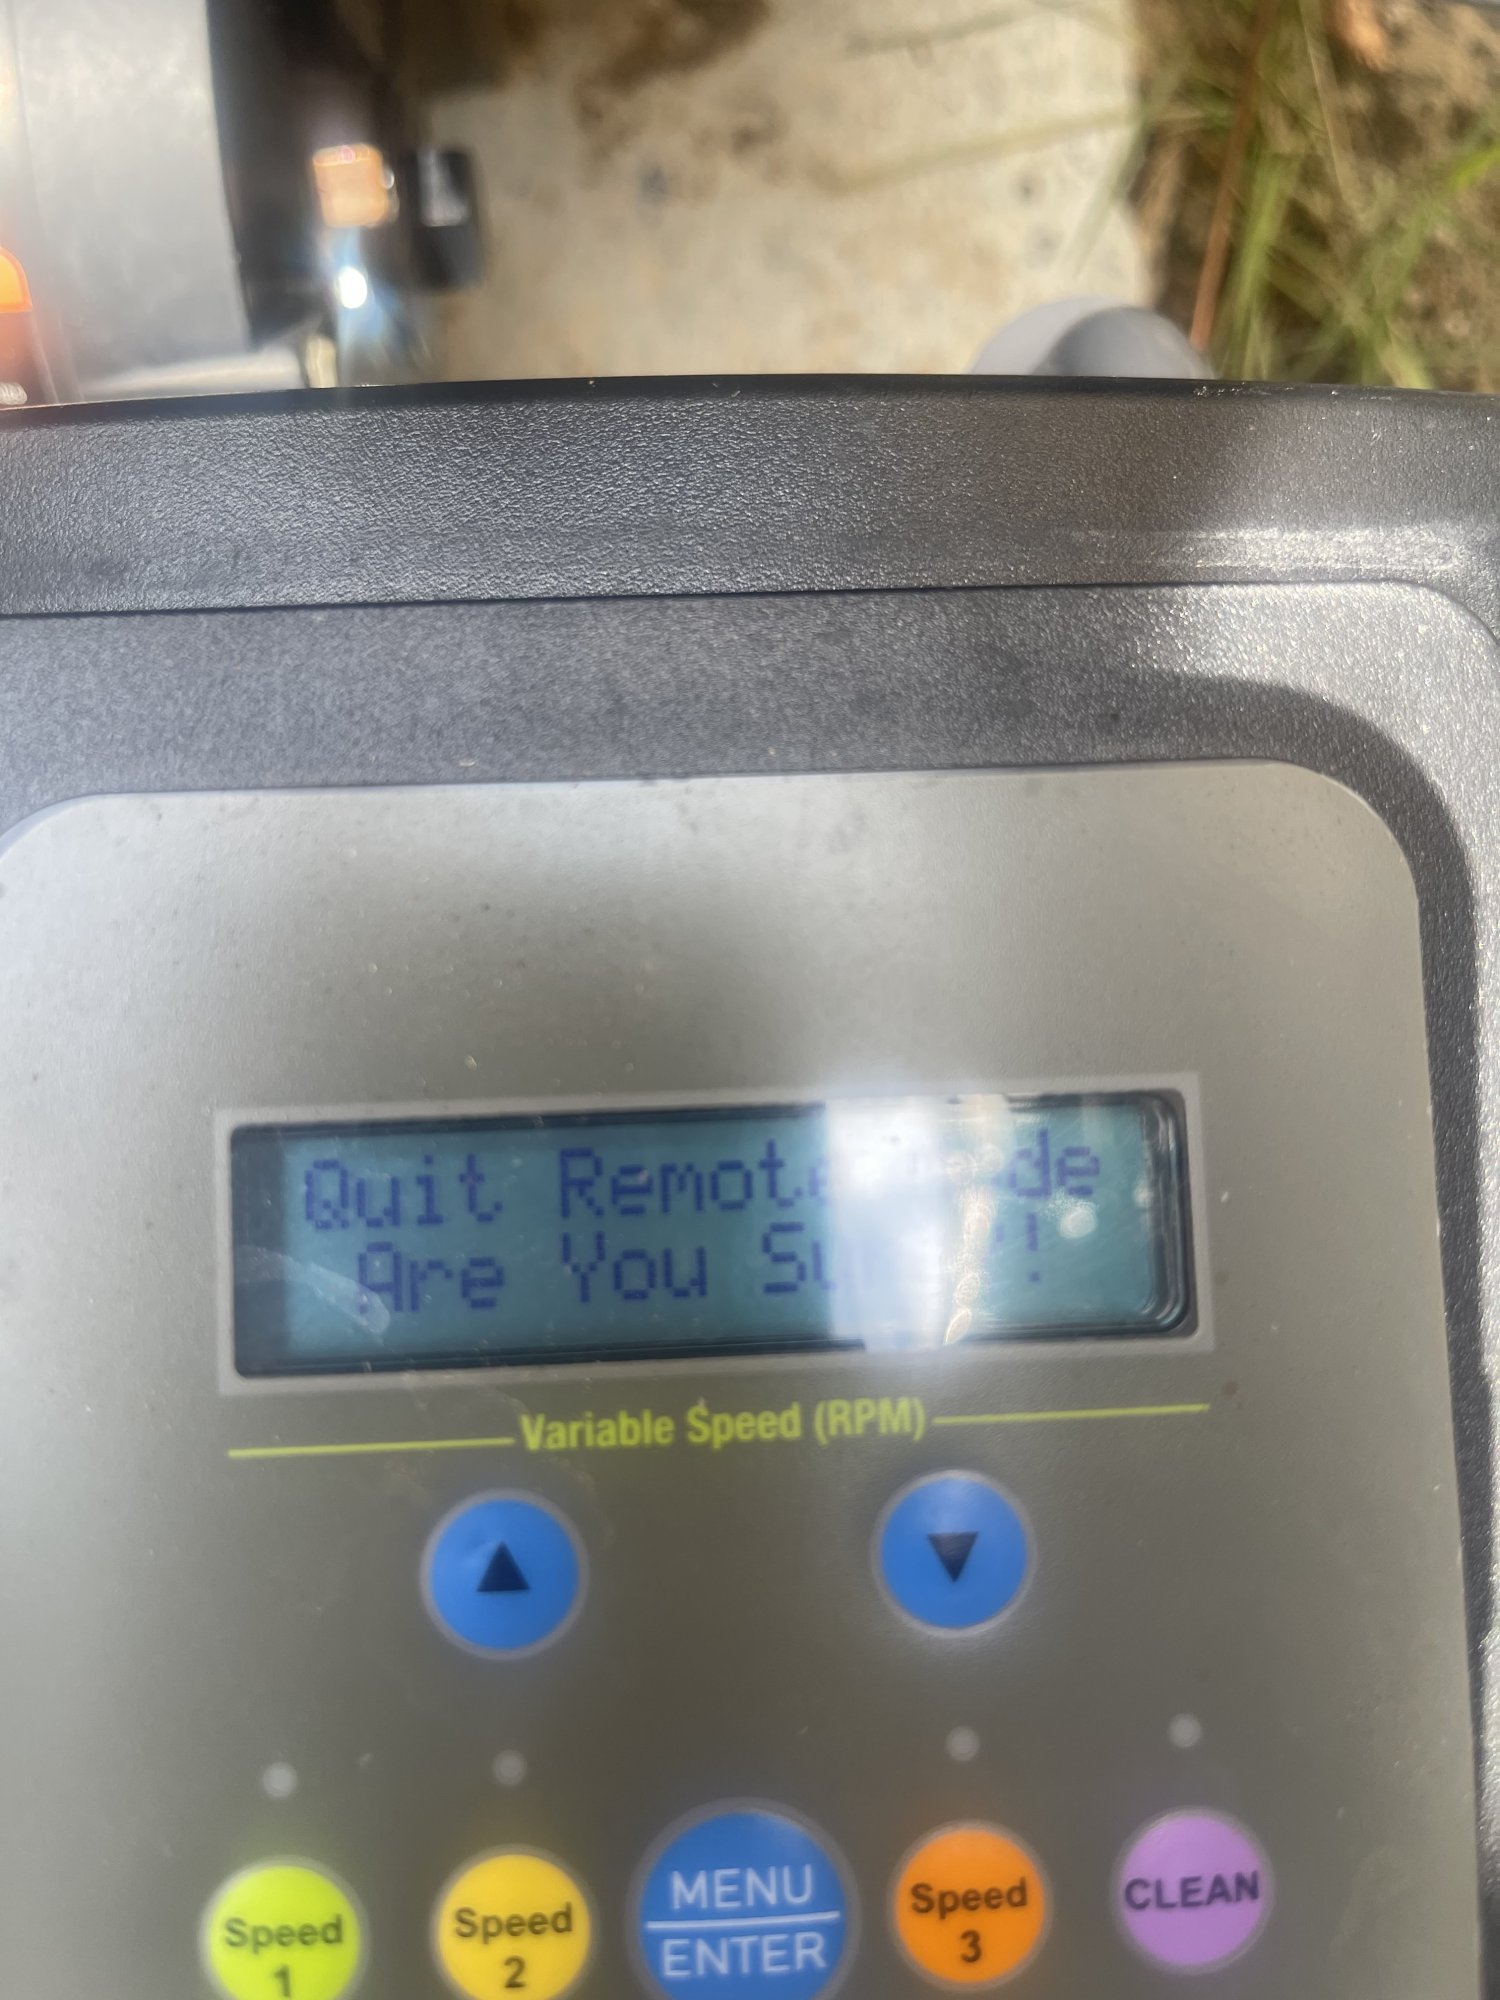 Quit Remote
Are You
Variable Speed (RPM)
Speed
1
Speed
2
MENU
ENTER
Speed
3
CLEAN